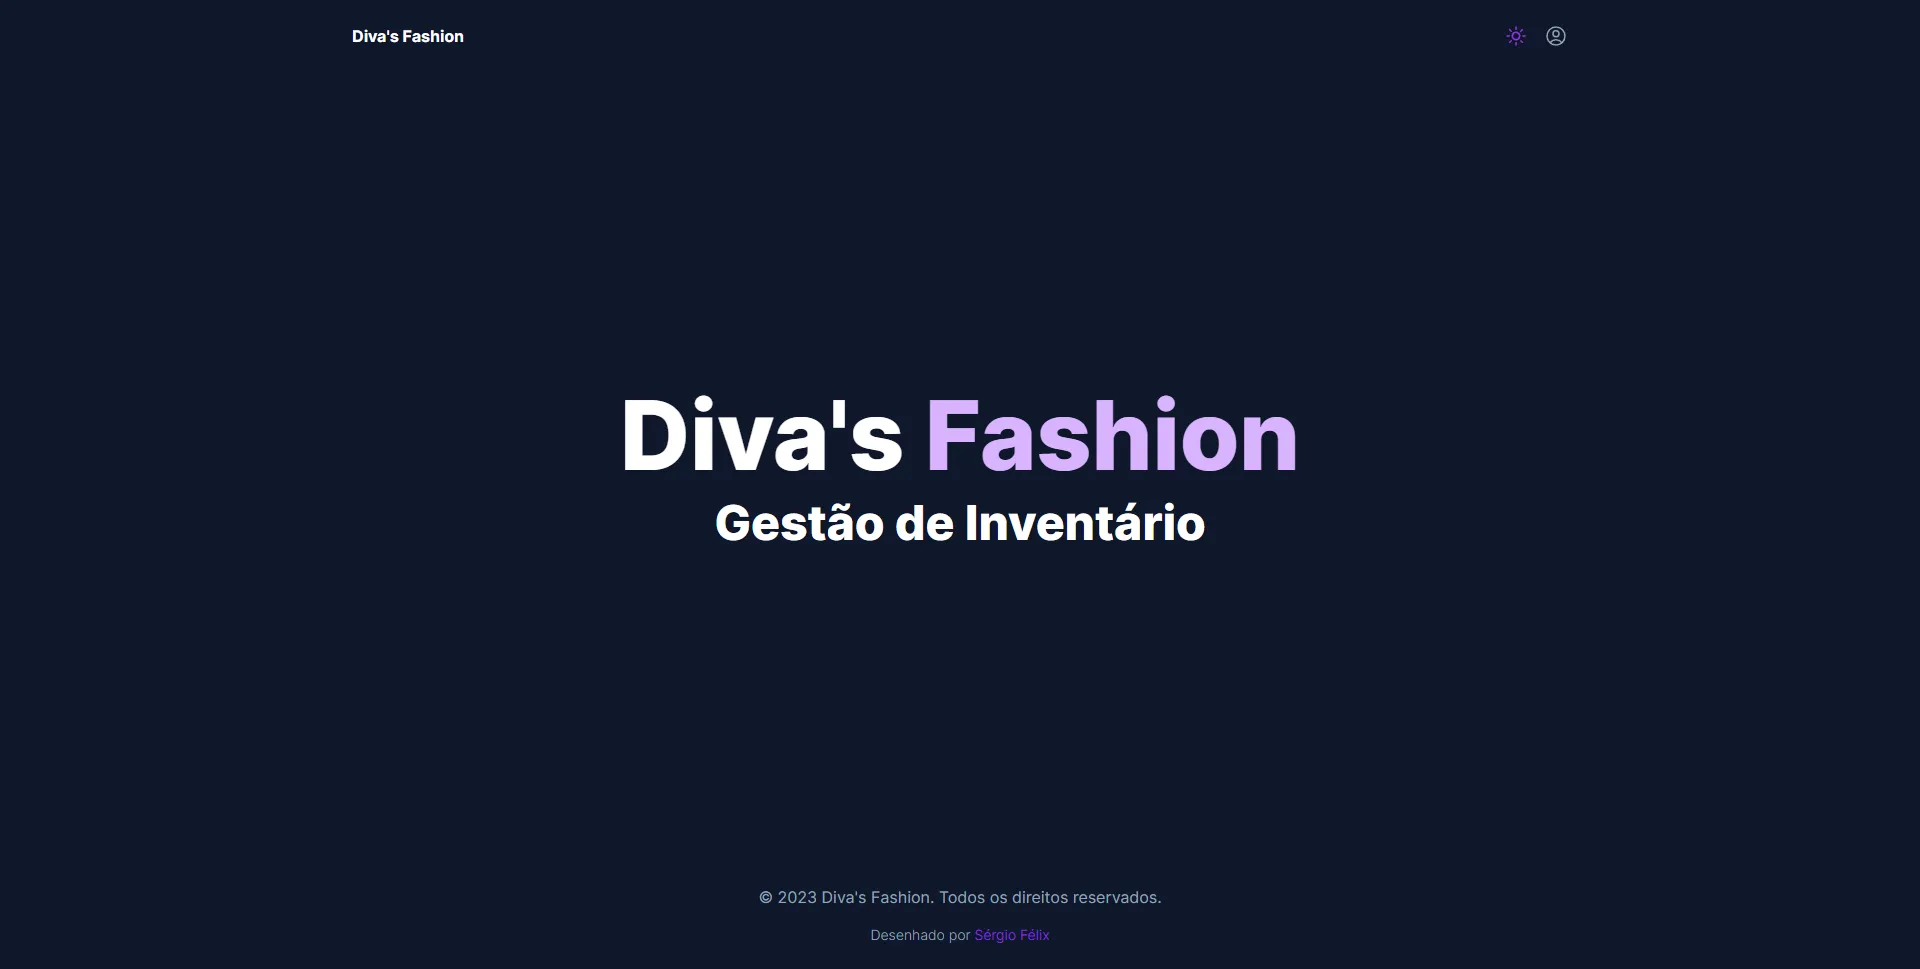 Diva's Fashion
Diva's Fashion
Gestão de Inventário
© 2023 Diva's Fashion. Todos os direitos reservados.
Desenhado por Sérgio Félix